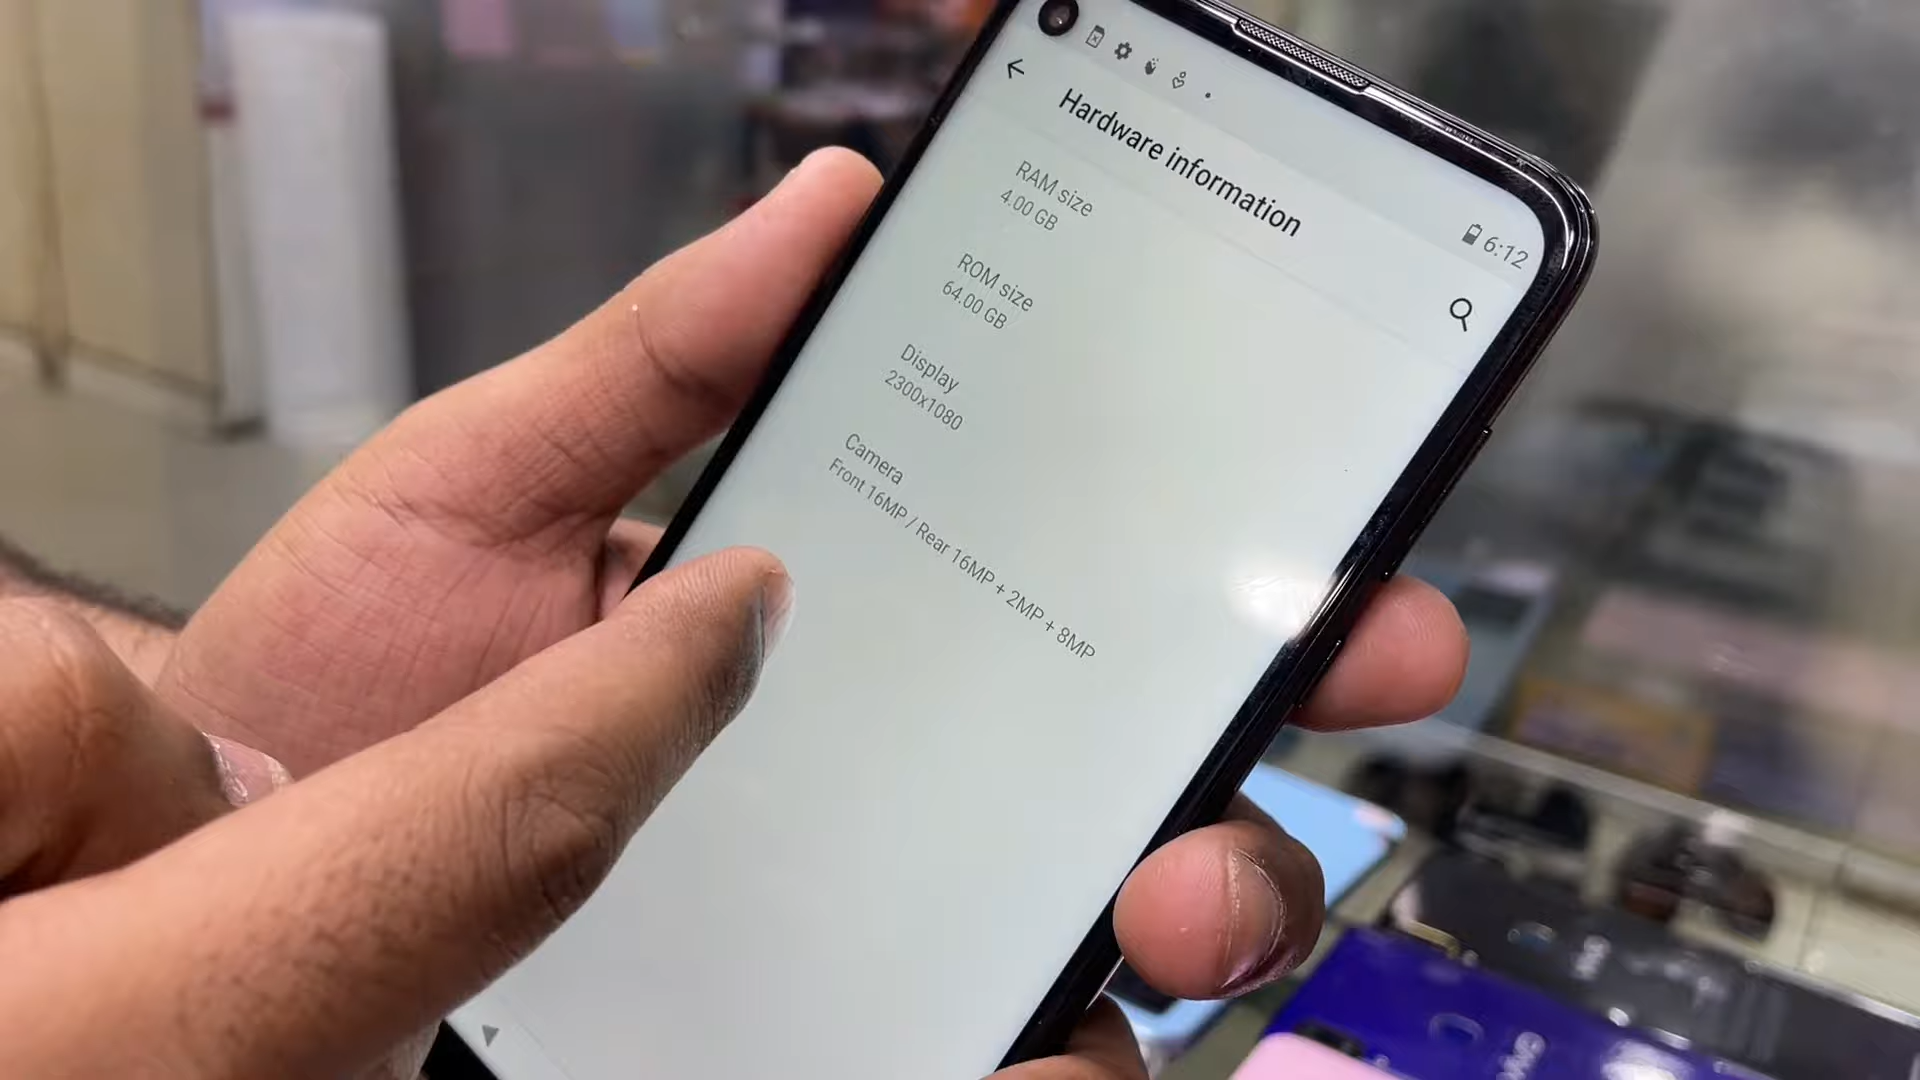 6:12
Hardware information
RAM size
4.00 GB
ROM size
64.00 GB
Display
2300x1080
Camera
Front 16MP / Rear 16MP + 2MP + 8MP